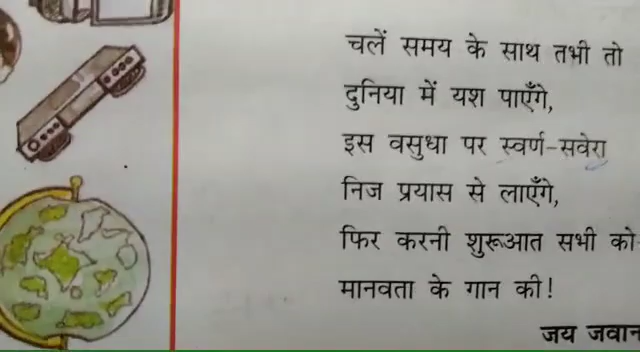 चलें समय के साथ तभी तो
दुनिया में यश पाएँगे,
इस वसुधा पर स्वर्ण-सवेरा
निज प्रयास से लाएँगे,
फिर करनी शुरूआत सभी को
मानवता के गान की!
जय जवान